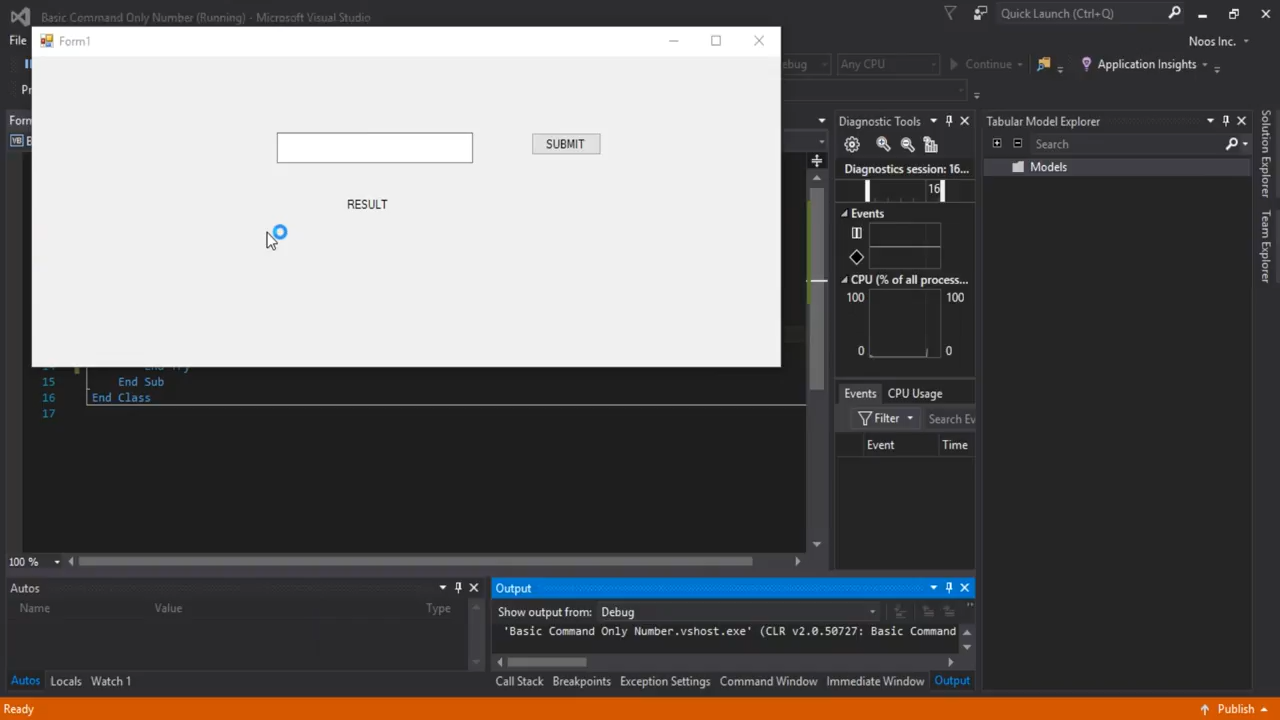 Basic Command Only Number (Running) - Microsoft Visual Studio
Quick Launch (Ctrl+Q)
File
Form1
Noos Inc.
Any CPU
Continue
Application Insights
SUBMIT
RESULT
Diagnostic Tools
Diagnostics session: 16...
16
Events
CPU (% of all process...
100
100
0
0
Events
CPU Usage
Filter
Search Ev
Event
Time
Tabular Model Explorer
Search
Models
Solution Explorer
Team Explorer
15
End Sub
16
End Class
17
100 %
Autos
Name
Value
Type
Autos
Locals
Watch 1
Output
Show output from:
Debug
'Basic Command Only Number.vshost.exe' (CLR v2.0.50727: Basic Command
Call Stack
Breakpoints
Exception Settings
Command Window
Immediate Window
Output
Ready
Publish